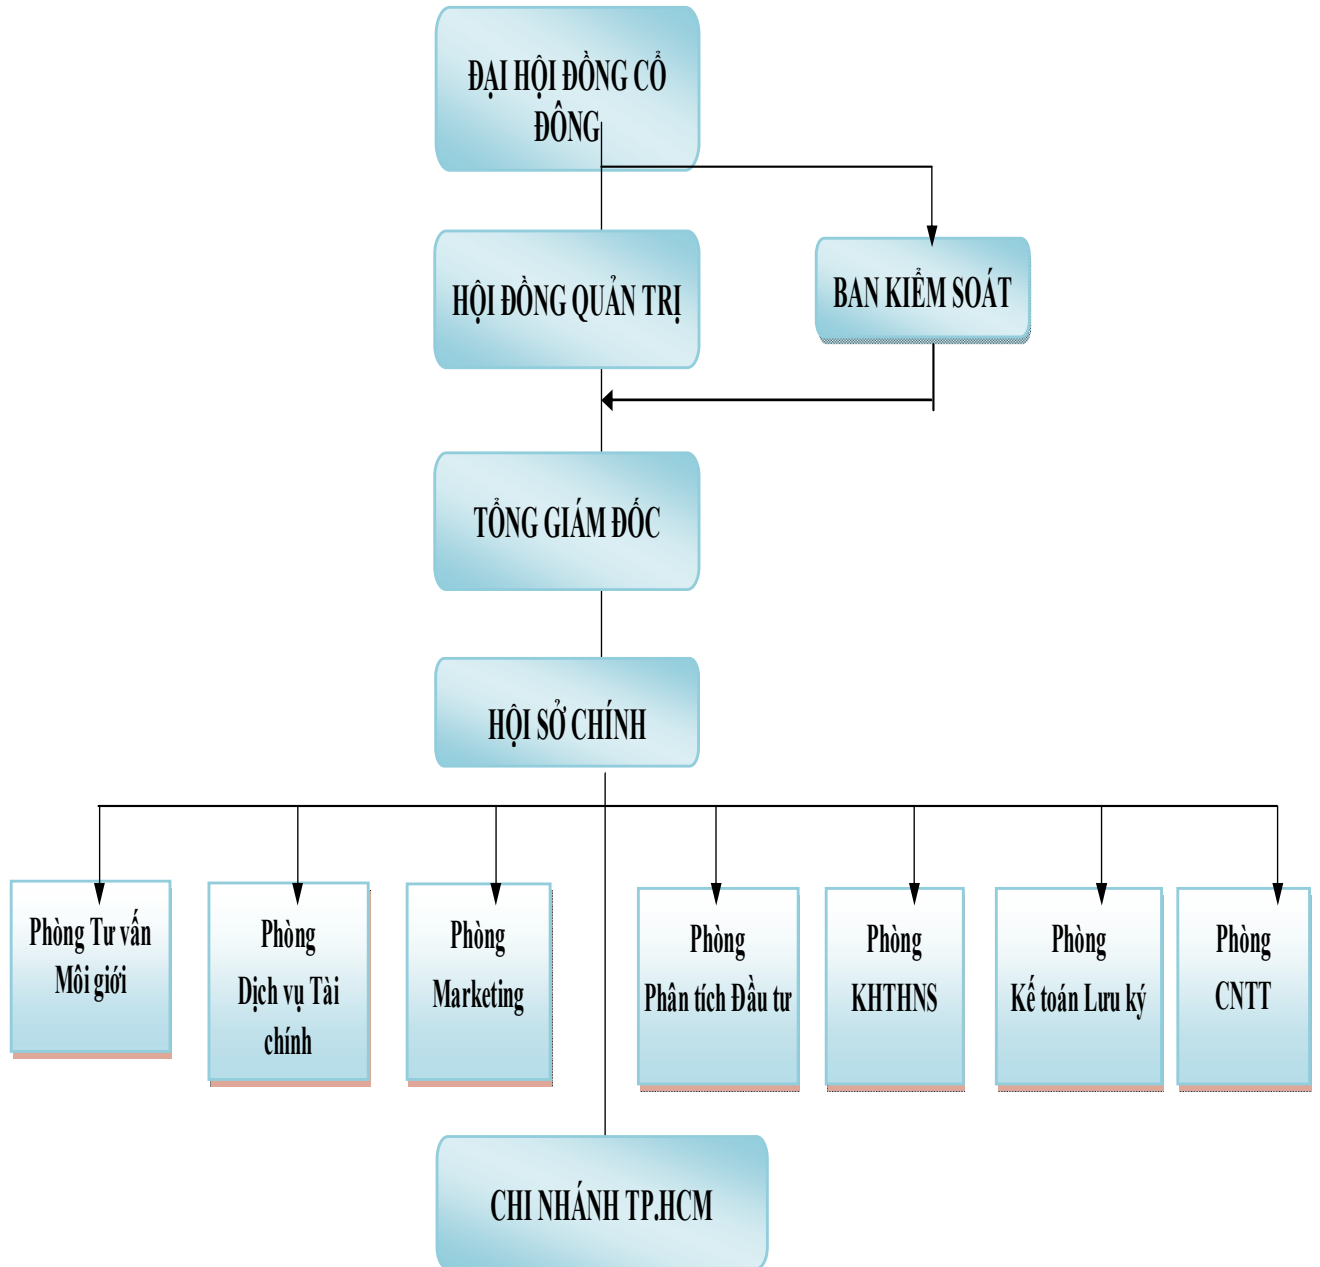 ĐẠI HỘI ĐỒNG CỔ
ĐÔNG
HỘI ĐỒNG QUẢN TRỊ
BAN KIỂM SOÁT
TỔNG GIÁM ĐỐC
HỘI SỞ CHÍNH
Phòng Tư vấn
Môi giới
Phòng
Dịch vụ Tài
chính
Phòng
Marketing
Phòng
Phân tích Đầu tư
Phòng
KHTHNS
Phòng
Kế toán Lưu ký
Phòng
CNTT
CHI NHÁNH TP.HCM